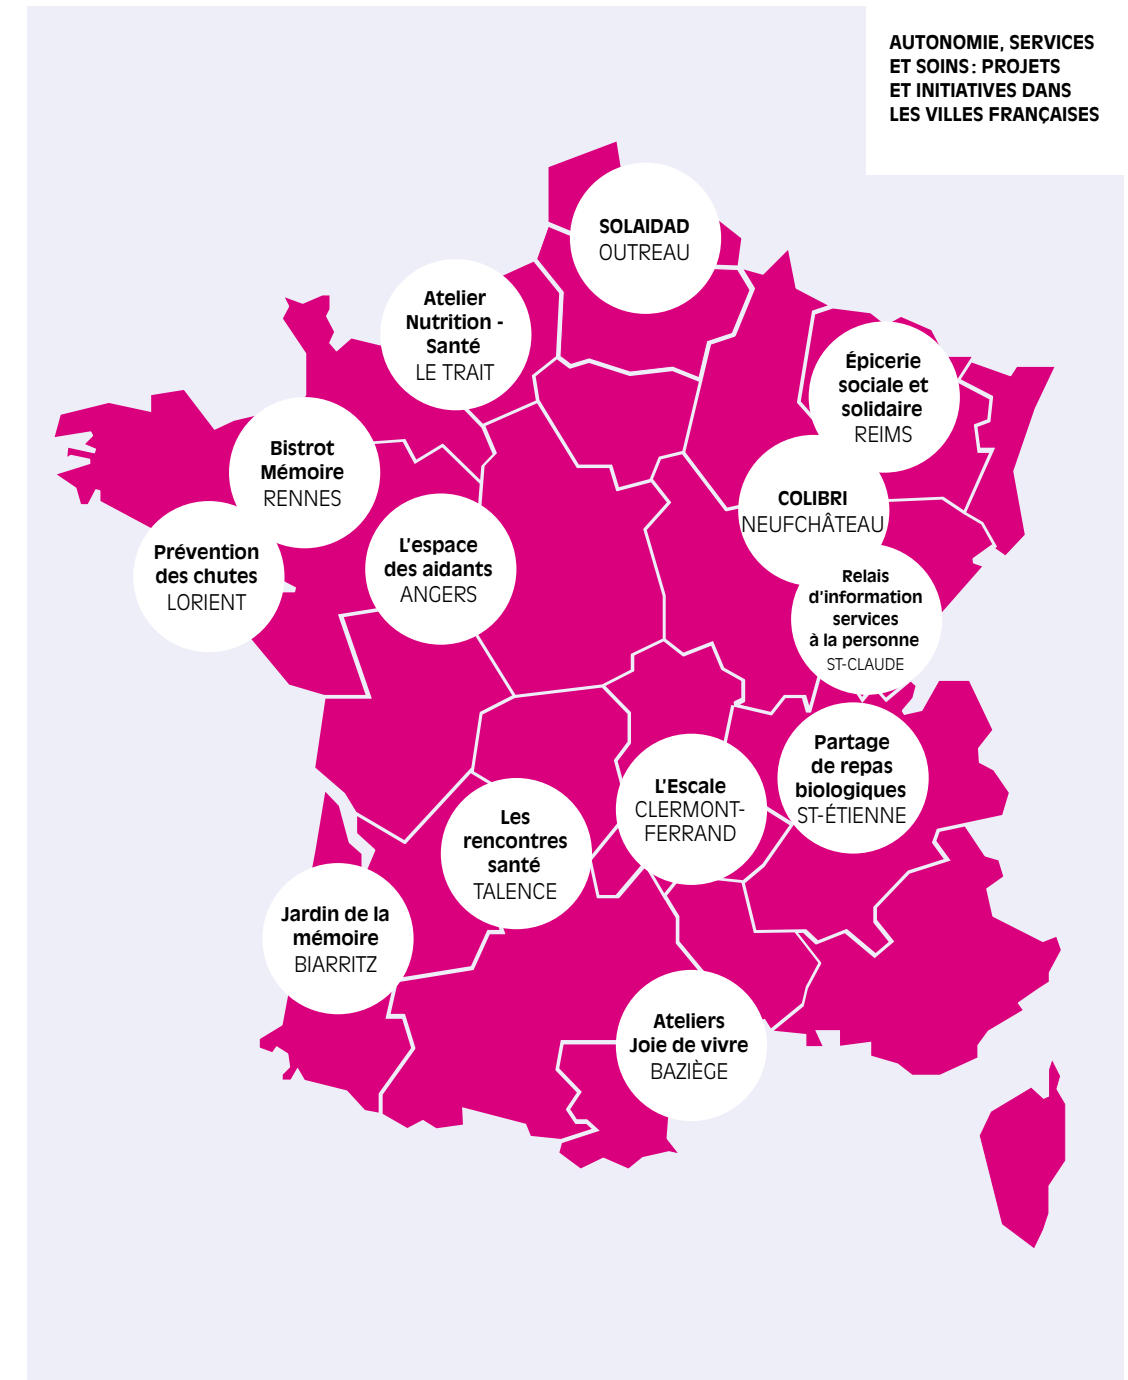 AUTONOMIE, SERVICES
ET SOINS : PROJETS
ET INITIATIVES DANS
LES VILLES FRANÇAISES
SOLAIDAD
OUTREAU
Atelier
Nutrition -
Santé
LE TRAIT
Épicerie
sociale et
solidaire
REIMS
Bistrot
Mémoire
RENNES
COLIBRI
NEUFCHÂTEAU
Prévention
des chutes
LORIENT
L'espace
des aidants
ANGERS
Relais
d'information
services
à la personne
ST-CLAUDE
Partage
de repas
biologiques
ST-ÉTIENNE
L'Escale
CLERMONT-
FERRAND
Les
rencontres
santé
TALENCE
Jardin de la
mémoire
BIARRITZ
Ateliers
Joie de vivre
BAZIÈGE